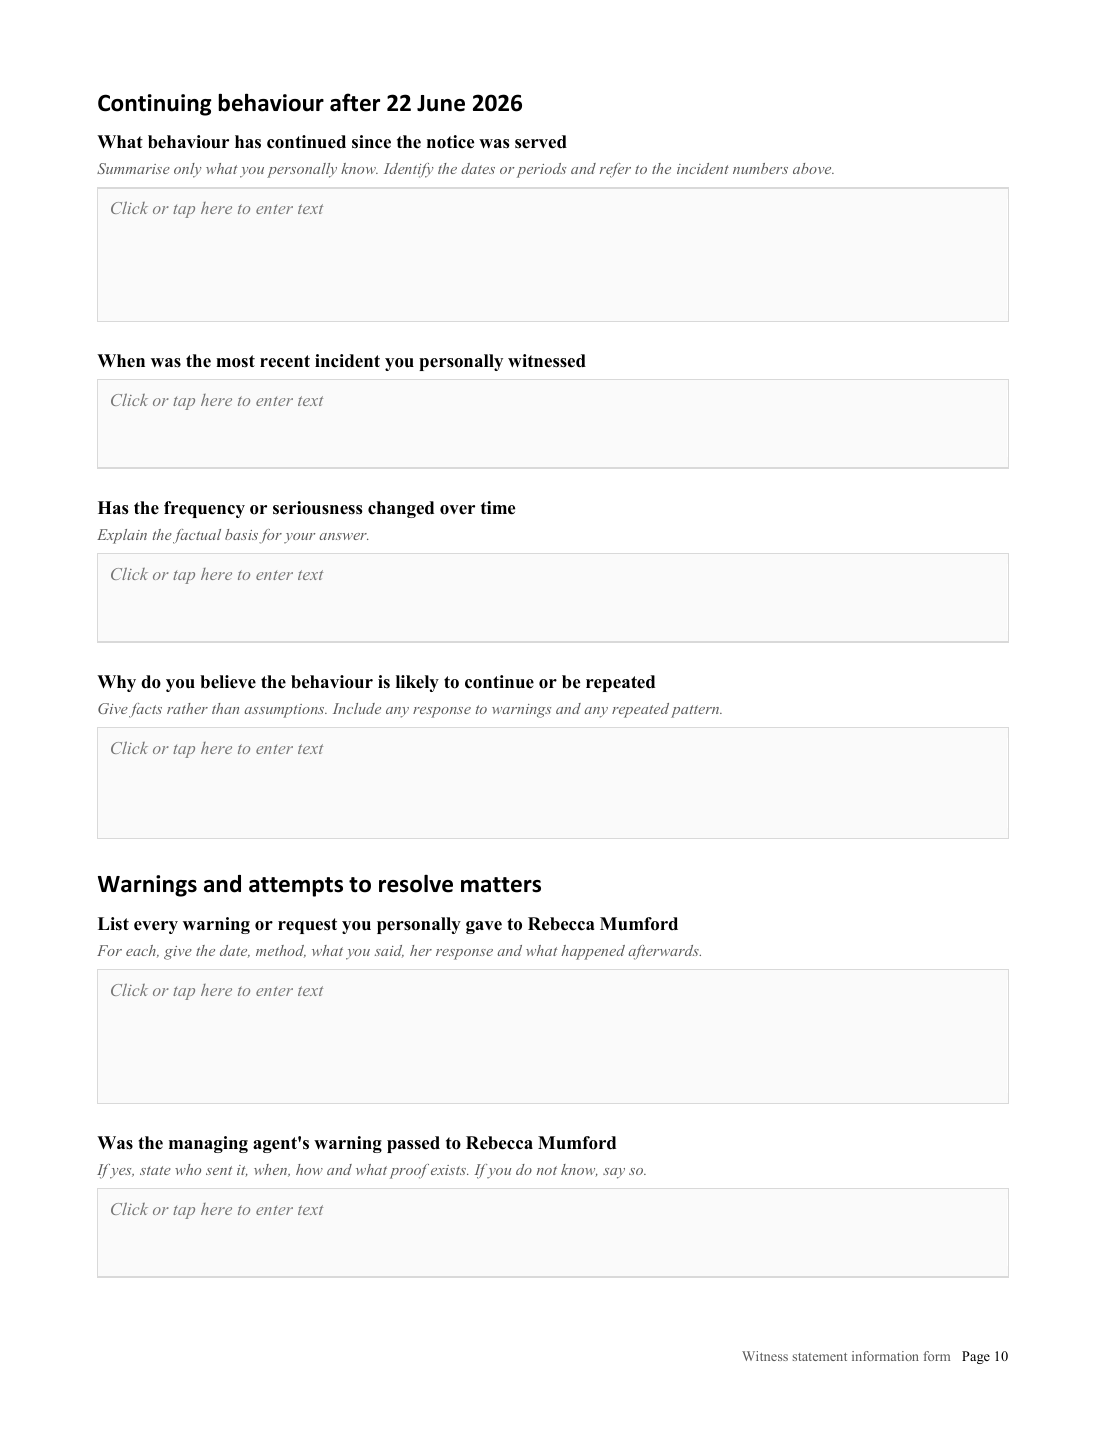 Continuing behaviour after 22 June 2026
What behaviour has continued since the notice was served
Summarise only what you personally know. Identify the dates or periods and refer to the incident numbers above.
Click or tap here to enter text
When was the most recent incident you personally witnessed
Click or tap here to enter text
Has the frequency or seriousness changed over time
Explain the factual basis for your answer.
Click or tap here to enter text
Why do you believe the behaviour is likely to continue or be repeated
Give facts rather than assumptions. Include any response to warnings and any repeated pattern.
Click or tap here to enter text
Warnings and attempts to resolve matters
List every warning or request you personally gave to Rebecca Mumford
For each, give the date, method, what you said, her response and what happened afterwards.
Click or tap here to enter text
Was the managing agent's warning passed to Rebecca Mumford
If yes, state who sent it, when, how and what proof exists. If you do not know, say so.
Click or tap here to enter text
Witness statement information form Page 10